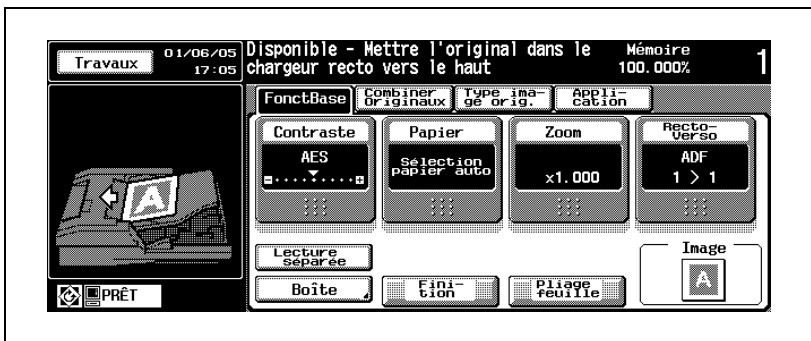 Travaux
01/06/05
17:05
Disponible - Mettre l'original dans le
chargeur recto vers le haut
Mémoire
100.000%
1
FonctBase
Combiner
Originaux
Type ima-
ge orig.
Appli-
cation
Contraste
AES
Papier
Sélection
papier auto
Zoom
x1.000
Recto-
Verso
ADF
1 > 1
Lecture
séparée
Boîte
Fini-
tion
Pliage
feuille
Image
A
A
PRÊT